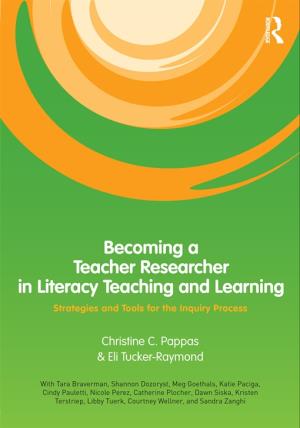 R
ROUTLEDGE
Becoming a
Teacher Researcher
in Literacy Teaching and Learning
Strategies and Tools for the Inquiry Process
Christine C. Pappas
& Eli Tucker-Raymond
With Tara Braverman, Shannon Dozoryst, Meg Goethals, Katie Paciga,
Cindy Pauletti, Nicole Perez, Catherine Plocher, Dawn Siska, Kristen
Terstriep, Libby Tuerk, Courtney Wellner, and Sandra Zanghi